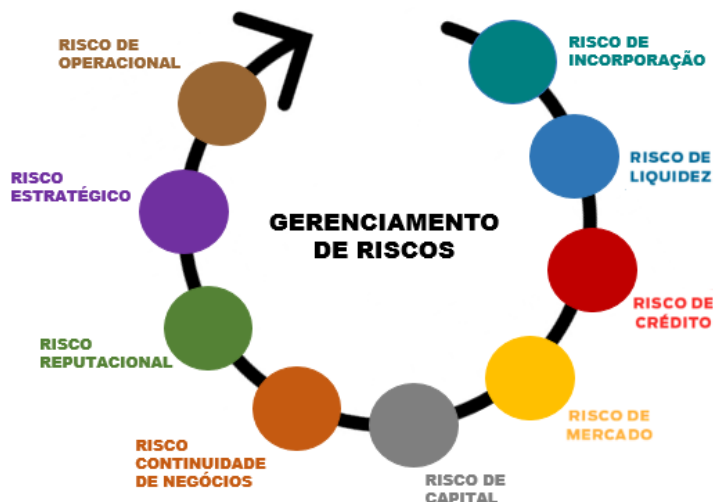 RISCO DE
OPERACIONAL
RISCO DE
INCORPORAÇÃO
RISCO DE
LIQUIDEZ
RISCO
ESTRATÉGICO
GERENCIAMENTO
DE RISCOS
RISCO DE
CRÉDITO
RISCO
REPUTACIONAL
RISCO DE
MERCADO
RISCO
CONTINUIDADE
DE NEGÓCIOS
RISCO DE
CAPITAL